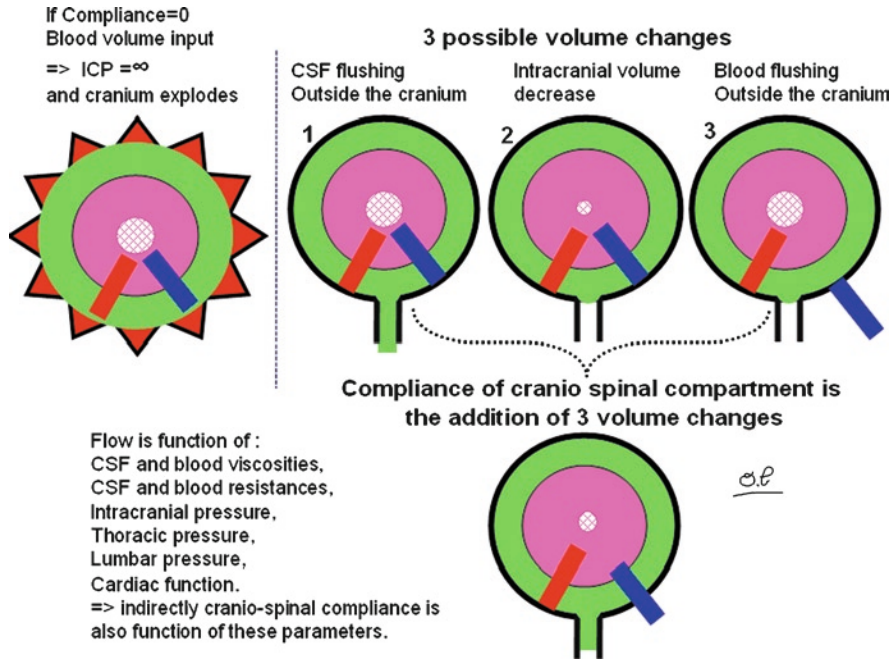 If Compliance=0
Blood volume input
=> ICP =∞
and cranium explodes
3 possible volume changes
CSF flushing
Outside the cranium
Intracranial volume
decrease
Blood flushing
Outside the cranium
1
2
3
Compliance of cranio spinal compartment is
the addition of 3 volume changes
Flow is function of :
CSF and blood viscosities,
CSF and blood resistances,
Intracranial pressure,
Thoracic pressure,
Lumbar pressure,
Cardiac function.
=> indirectly cranio-spinal compliance is
also function of these parameters.